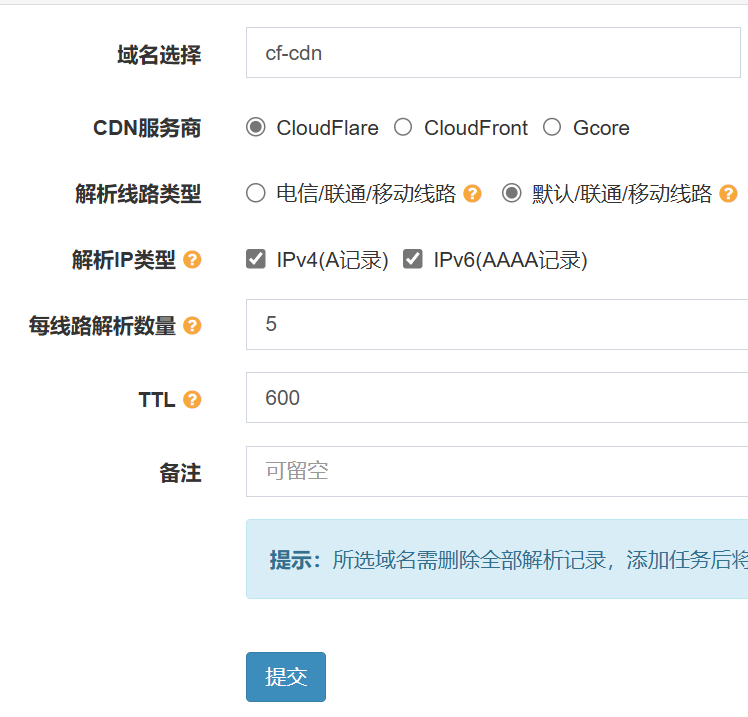 域名选择 cf-cdn
CDN服务商 CloudFlare CloudFront Gcore
解析线路类型 电信/联通/移动线路 ? 默认/联通/移动线路 ?
解析IP类型 ? IPv4(A记录) IPv6(AAAA记录)
每线路解析数量 ? 5
TTL ? 600
备注 可留空
提示：所选域名需删除全部解析记录，添加任务后将
提交